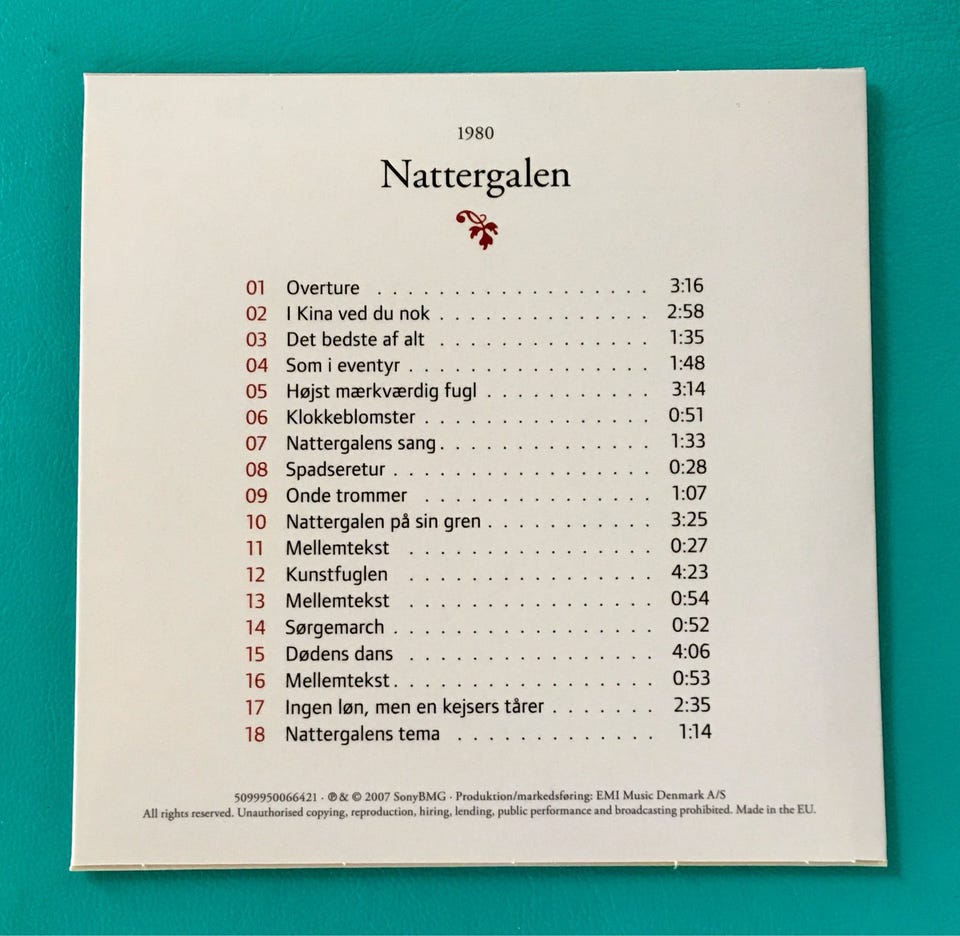 1980
Nattergalen
01 Overture . . . . . . . . . . . . . . . . . . 3:16
02 I Kina ved du nok . . . . . . . . . . . . . . 2:58
03 Det bedste af alt . . . . . . . . . . . . . . 1:35
04 Som i eventyr . . . . . . . . . . . . . . . . 1:48
05 Højst mærkværdig fugl . . . . . . . . . . . 3:14
06 Klokkeblomster . . . . . . . . . . . . . . . 0:51
07 Nattergalens sang . . . . . . . . . . . . . . 1:33
08 Spadseretur . . . . . . . . . . . . . . . . . 0:28
09 Onde trommer . . . . . . . . . . . . . . . 1:07
10 Nattergalen på sin gren . . . . . . . . . . . 3:25
11 Mellemtekst . . . . . . . . . . . . . . . . 0:27
12 Kunstfuglen . . . . . . . . . . . . . . . . 4:23
13 Mellemtekst . . . . . . . . . . . . . . . . 0:54
14 Sørgemarch . . . . . . . . . . . . . . . . . 0:52
15 Dødens dans . . . . . . . . . . . . . . . . 4:06
16 Mellemtekst . . . . . . . . . . . . . . . . . 0:53
17 Ingen løn, men en kejsers tårer . . . . . . . 2:35
18 Nattergalens tema . . . . . . . . . . . . . 1:14
5099950066421 · ℗ & © 2007 SonyBMG · Produktion/markedsføring: EMI Music Denmark A/S
All rights reserved. Unauthorised copying, reproduction, hiring, lending, public performance and broadcasting prohibited. Made in the EU.